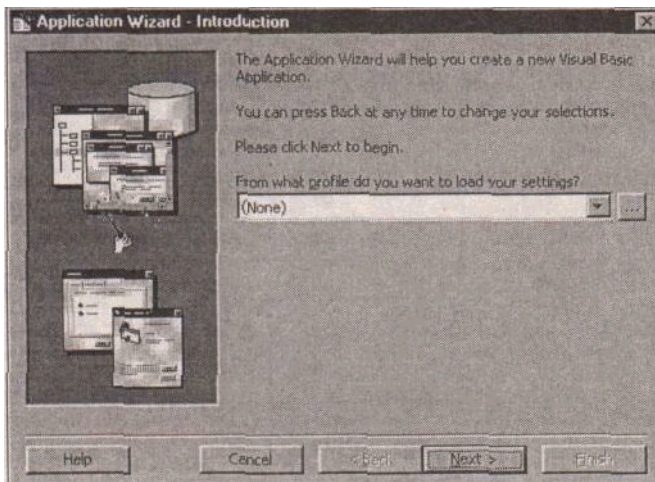 Application Wizard - Introduction
The Application Wizard will help you create a new Visual Basic
Application.
You can press Back at any time to change your selections.
Please click Next to begin.
From what profile do you want to load your settings?
(None)
...
Help
Cancel
< Back
Next >
Finish